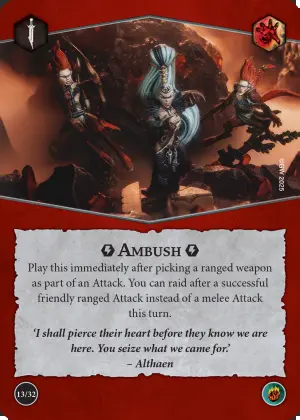 ©GW 2025
AMBUSH
Play this immediately after picking a ranged weapon
as part of an Attack. You can raid after a successful
friendly ranged Attack instead of a melee Attack
this turn.
‘I shall pierce their heart before they know we are
here. You seize what we came for.’
– Althaen
13/32